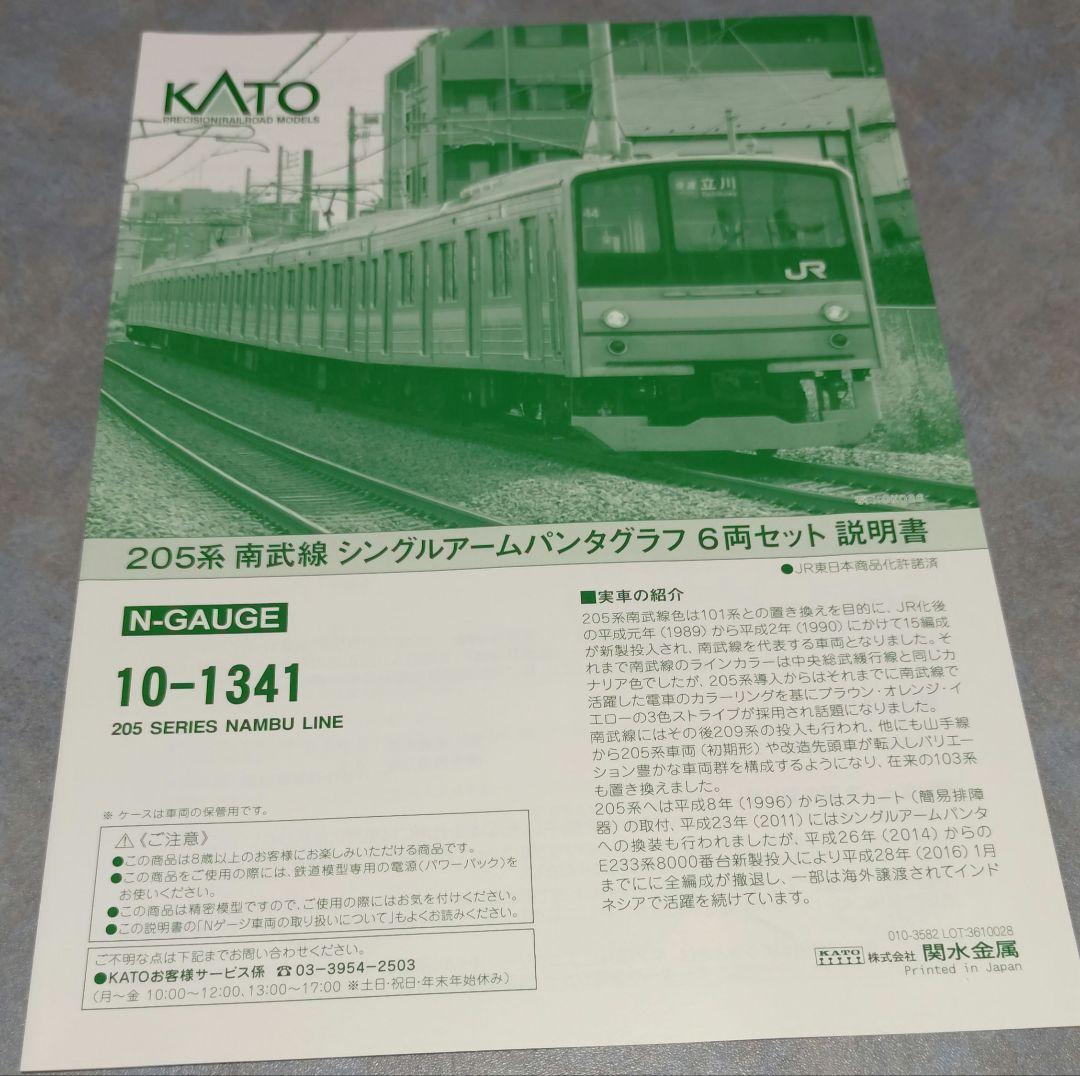 KATO
PRECISION RAILROAD MODELS
立川
44
JR
205系 南武線 シングルアームパンタグラフ 6両セット 説明書
●JR東日本商品化許諾済
N-GAUGE
10-1341
205 SERIES NAMBU LINE
※ ケースは車両の保管用です。
⚠《ご注意》
●この商品は8歳以上のお客様にお楽しみいただける商品です。
●この商品をご使用の際には、鉄道模型専用の電源(パワーパック)を
お使いください。
●この商品は精密模型ですので、ご使用の際にはお気を付けください。
●この説明書の「Nゲージ車両の取り扱いについて」もよくお読みください。
ご不明な点は下記までお問い合わせください。
●KATOお客様サービス係 ☎03-3954-2503
(月～金 10:00～12:00、13:00～17:00 ※土日・祝日・年末年始休み)
■実車の紹介
205系南武線色は101系との置き換えを目的に、JR化後
の平成元年(1989)から平成2年(1990)にかけて15編成
が新製投入され、南武線を代表する車両となりました。そ
れまで南武線のラインカラーは中央総武緩行線と同じカ
ナリア色でしたが、205系導入からはそれまでに南武線で
活躍した電車のカラーリングを基にブラウン・オレンジ・イ
エローの3色ストライプが採用され話題になりました。
南武線にはその後209系の投入も行われ、他にも山手線
から205系車両(初期形)や改造先頭車が転入しバリエー
ション豊かな車両群を構成するようになり、在来の103系
も置き換えました。
205系へは平成8年(1996)からはスカート(簡易排障
器)の取付、平成23年(2011)にはシングルアームパンタ
への換装も行われましたが、平成26年(2014)からの
E233系8000番台新製投入により平成28年(2016)1月
までにに全編成が撤退し、一部は海外譲渡されてインド
ネシアで活躍を続けています。
010-3582 LOT:3610028
KATO 株式会社 関水金属
Printed in Japan